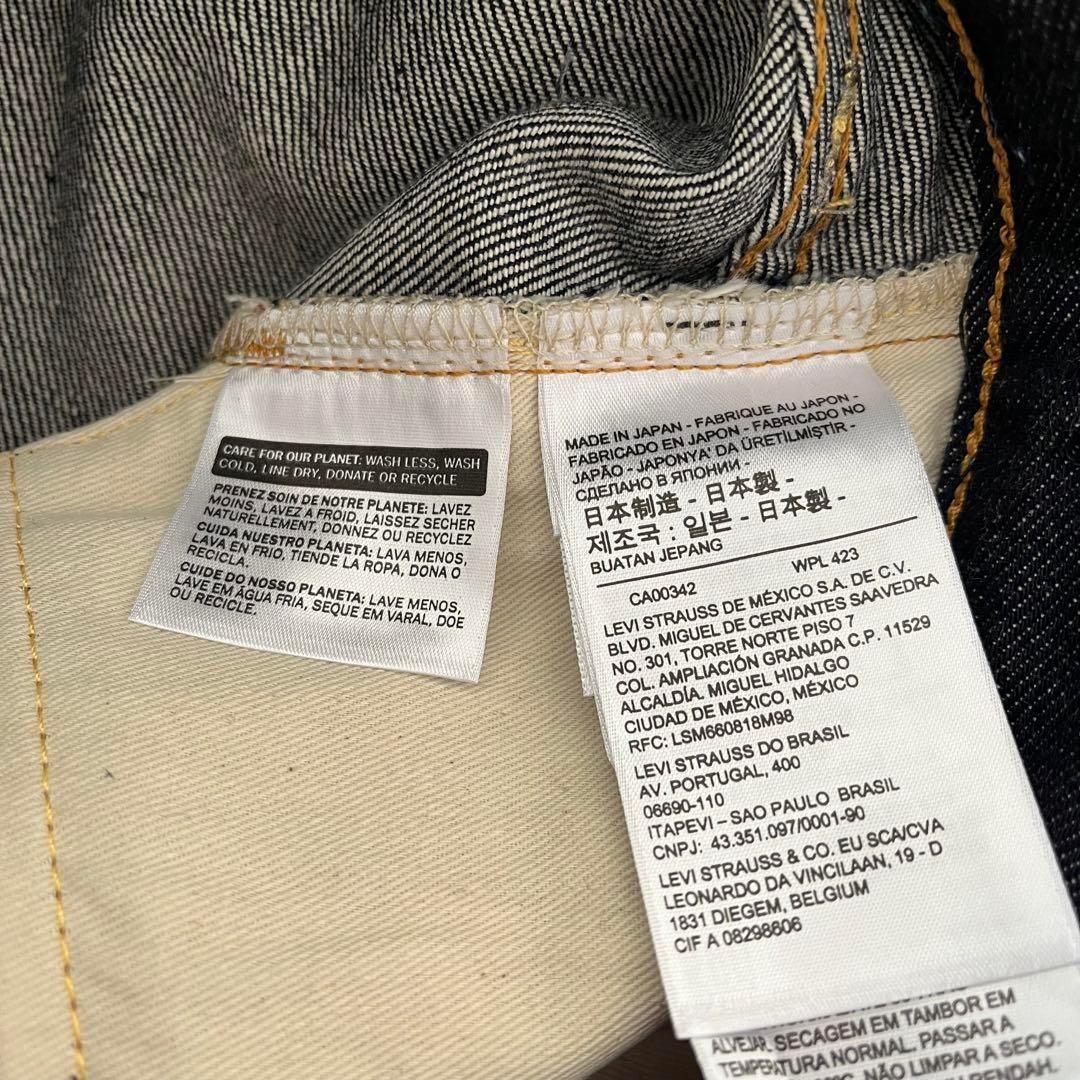 CARE FOR OUR PLANET: WASH LESS, WASH
COLD, LINE DRY, DONATE OR RECYCLE
PRENEZ SOIN DE NOTRE PLANETE: LAVEZ
MOINS, LAVEZ A FROID, LAISSEZ SECHER
NATURELLEMENT, DONNEZ OU RECYCLEZ
CUIDA NUESTRO PLANETA: LAVA MENOS,
LAVA EN FRIO, TIENDE LA ROPA, DONA O
RECICLA.
CUIDE DO NOSSO PLANETA: LAVE MENOS,
LAVE EM ÁGUA FRIA, SEQUE EM VARAL, DOE
OU RECICLE.
MADE IN JAPAN - FABRIQUE AU JAPON -
FABRICADO EN JAPON - FABRICADO NO
JAPÃO - JAPONYA' DA ÜRETİLMİŞTİR -
СДЕЛАНО В ЯПОНИИ -
日本制造 - 日本製 -
제조국 : 일본 - 日本製 -
BUATAN JEPANG
CA00342 WPL 423
LEVI STRAUSS DE MÉXICO S.A. DE C.V.
BLVD. MIGUEL DE CERVANTES SAAVEDRA
NO. 301, TORRE NORTE PISO 7
COL. AMPLIACIÓN GRANADA C.P. 11529
ALCALDÍA. MIGUEL HIDALGO
CIUDAD DE MÉXICO, MÉXICO
RFC: LSM660818M98
LEVI STRAUSS DO BRASIL
AV. PORTUGAL, 400
06690-110
ITAPEVI – SAO PAULO BRASIL
CNPJ: 43.351.097/0001-90
LEVI STRAUSS & CO. EU SCA/CVA
LEONARDO DA VINCILAAN, 19 - D
1831 DIEGEM, BELGIUM
CIF A 08298606
ALVEJAR. SECAGEM EM TAMBOR EM
TEMPERATURA NORMAL. PASSAR A
NÃO LIMPAR A SECO.
RENDAH.